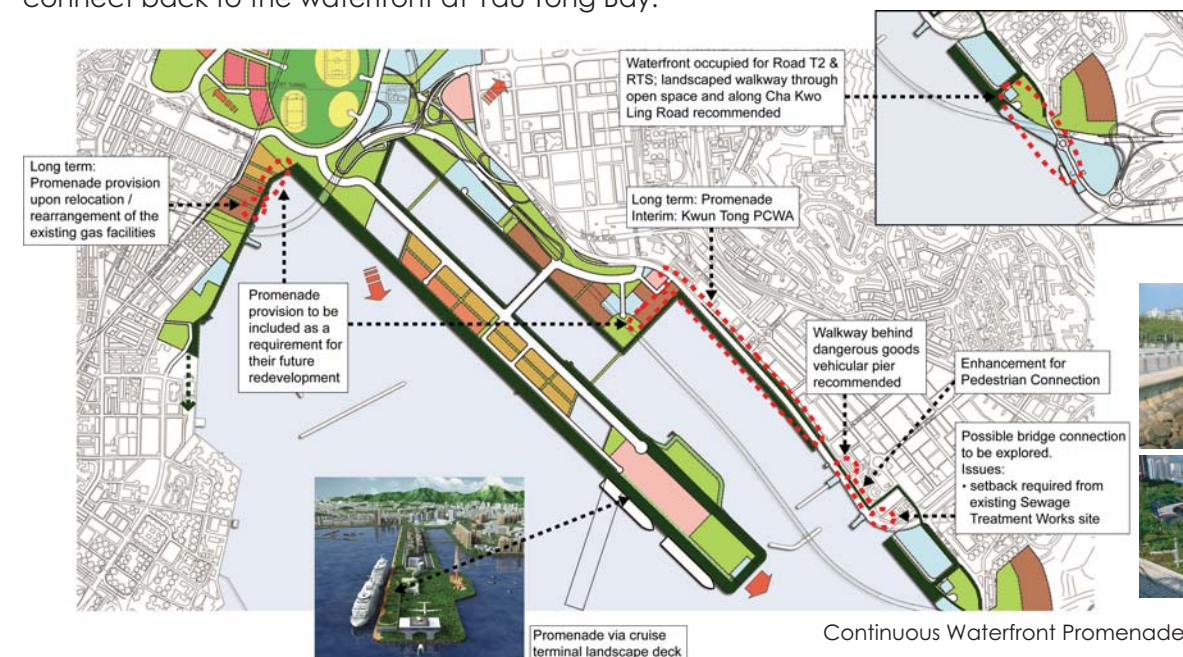 connect back to the waterfront at Yau Tong Bay.
Waterfront occupied for Road T2 &
RTS; landscaped walkway through
open space and along Cha Kwo
Ling Road recommended
Long term:
Promenade provision
upon relocation /
rearrangement of the
existing gas facilities
Long term: Promenade
Interim: Kwun Tong PCWA
Promenade
provision to be
included as a
requirement for
their future
redevelopment
Walkway behind
dangerous goods
vehicular pier
recommended
Enhancement for
Pedestrian Connection
Possible bridge connection
to be explored.
Issues:
• setback required from
existing Sewage
Treatment Works site
Promenade via cruise
terminal landscape deck
Continuous Waterfront Promenade